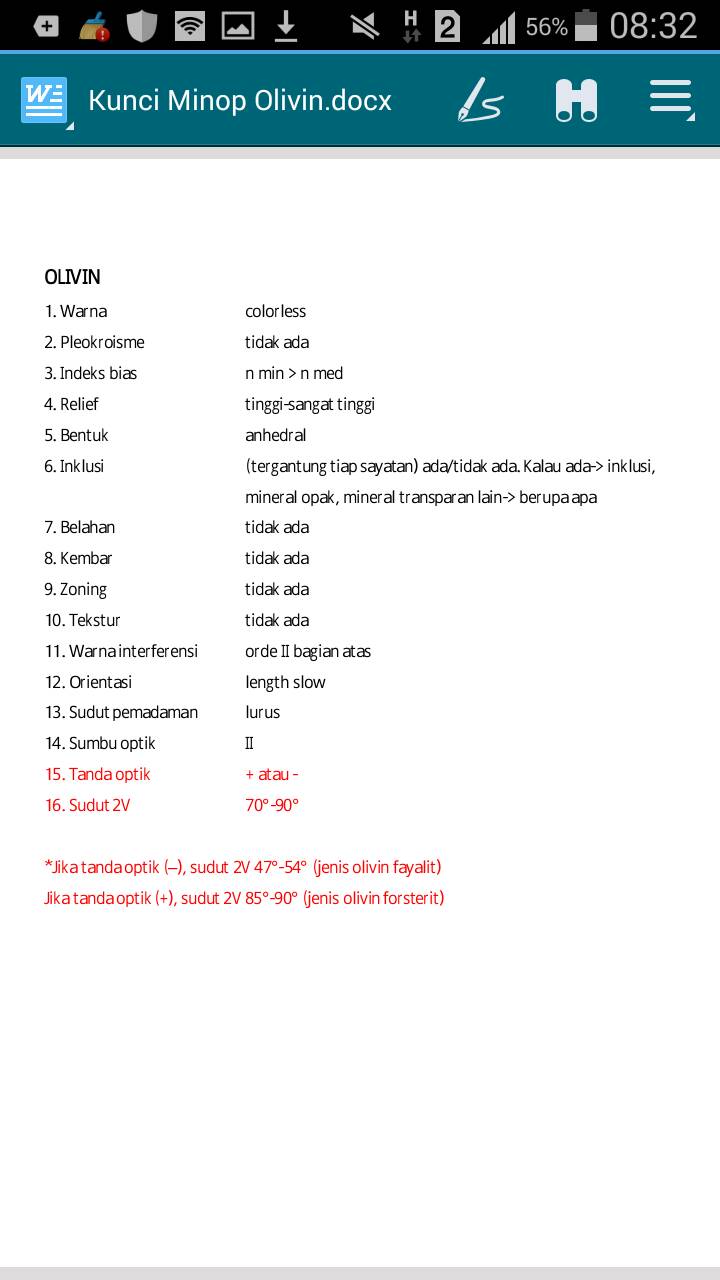 H 2 56% 08:32
W Kunci Minop Olivin.docx
OLIVIN
1. Warna colorless
2. Pleokroisme tidak ada
3. Indeks bias n min > n med
4. Relief tinggi-sangat tinggi
5. Bentuk anhedral
6. Inklusi (tergantung tiap sayatan) ada/tidak ada. Kalau ada-> inklusi,
mineral opak, mineral transparan lain-> berupa apa
7. Belahan tidak ada
8. Kembar tidak ada
9. Zoning tidak ada
10. Tekstur tidak ada
11. Warna interferensi orde II bagian atas
12. Orientasi length slow
13. Sudut pemadaman lurus
14. Sumbu optik II
15. Tanda optik + atau -
16. Sudut 2V 70°-90°
*Jika tanda optik (–), sudut 2V 47°-54° (jenis olivin fayalit)
Jika tanda optik (+), sudut 2V 85°-90° (jenis olivin forsterit)